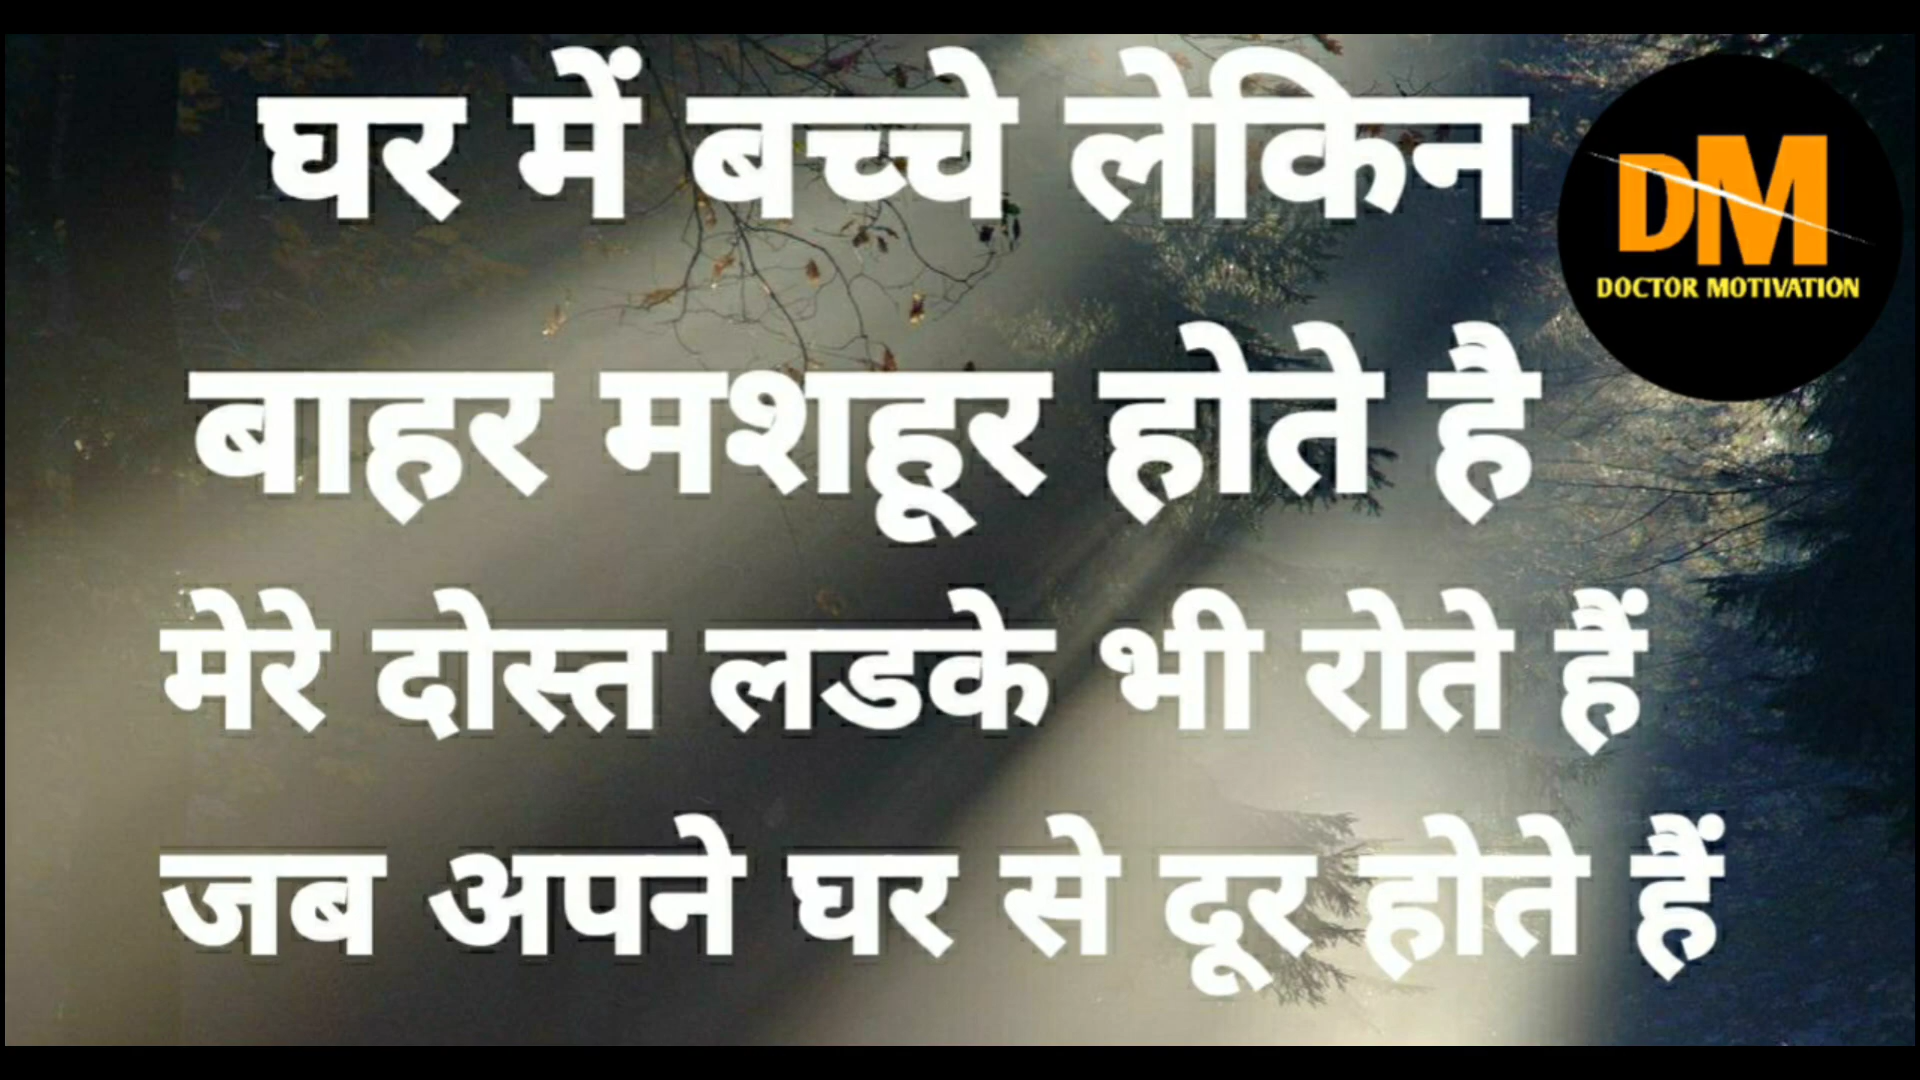 घर में बच्चे लेकिन
DM
DOCTOR MOTIVATION
बाहर मशहूर होते है
मेरे दोस्त लडके भी रोते हैं
जब अपने घर से दूर होते हैं